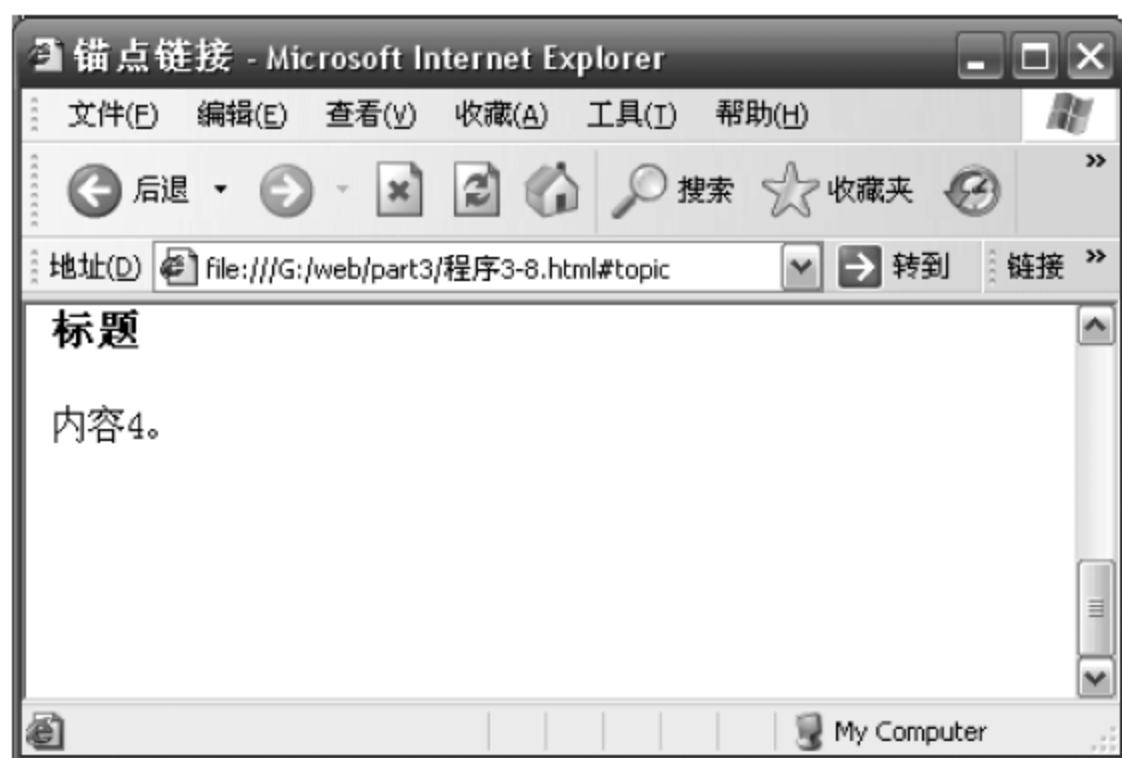 锚点链接 - Microsoft Internet Explorer
文件(F) 编辑(E) 查看(V) 收藏(A) 工具(T) 帮助(H)
后退 搜索 收藏夹 »
地址(D) file:///G:/web/part3/程序3-8.html#topic 转到 链接 »
标题
内容4。
My Computer